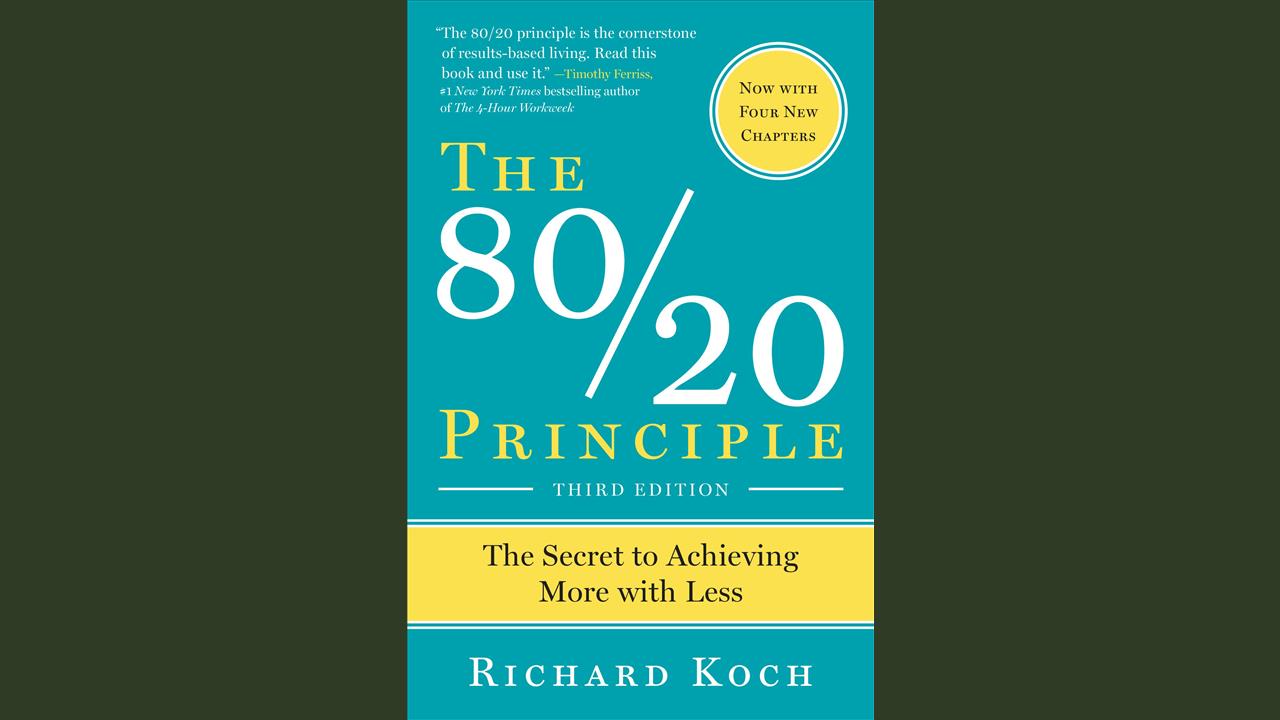 “The 80/20 principle is the cornerstone
of results-based living. Read this
book and use it.” —Timothy Ferriss,
#1 New York Times bestselling author
of The 4-Hour Workweek
Now with
Four New
Chapters
The
80/20
Principle
THIRD EDITION
The Secret to Achieving
More with Less
Richard Koch